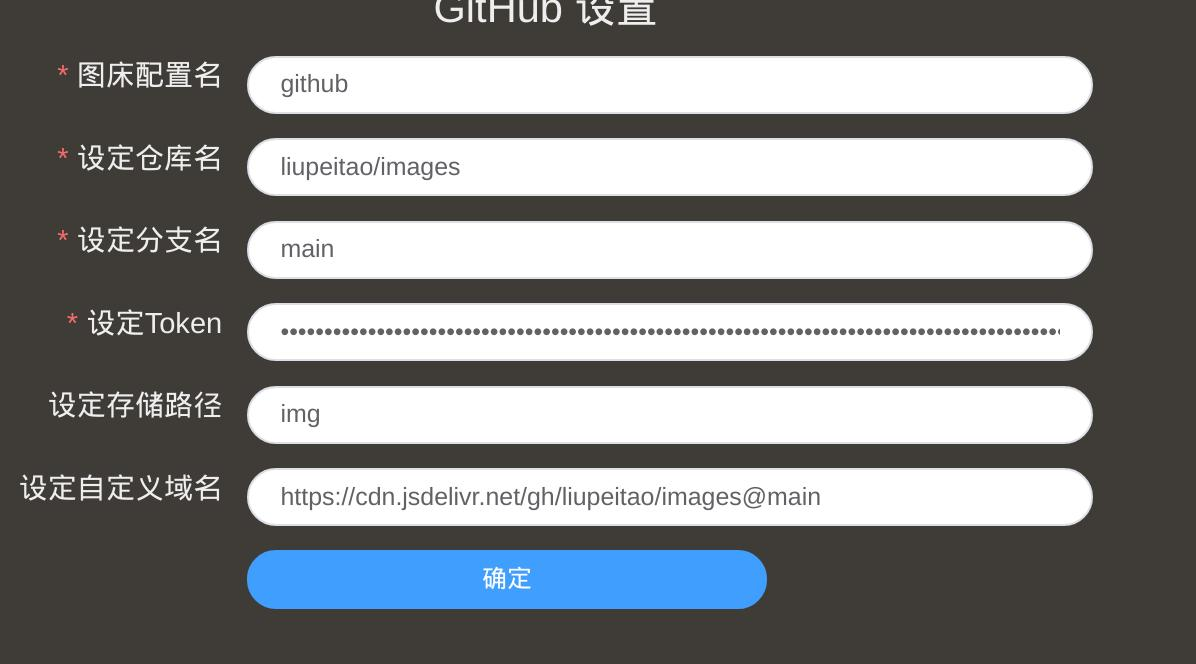 GitHub 设置
* 图床配置名 github
* 设定仓库名 liupeitao/images
* 设定分支名 main
* 设定Token
设定存储路径 img
设定自定义域名 https://cdn.jsdelivr.net/gh/liupeitao/images@main
确定